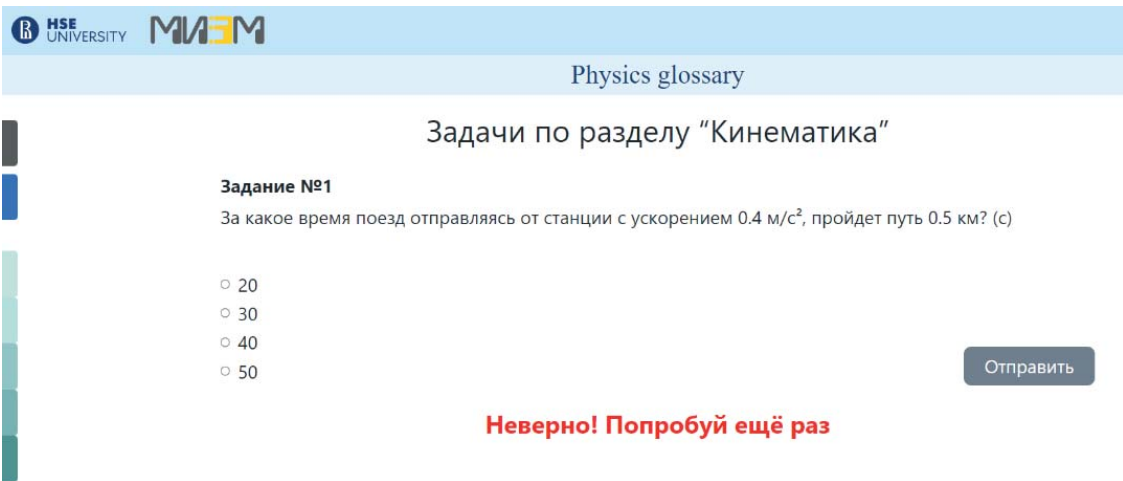 HSE
UNIVERSITY
МИЭМ
Physics glossary
Задачи по разделу “Кинематика”
Задание №1
За какое время поезд отправляясь от станции с ускорением 0.4 м/с², пройдет путь 0.5 км? (с)
20
30
40
50
Отправить
Неверно! Попробуй ещё раз